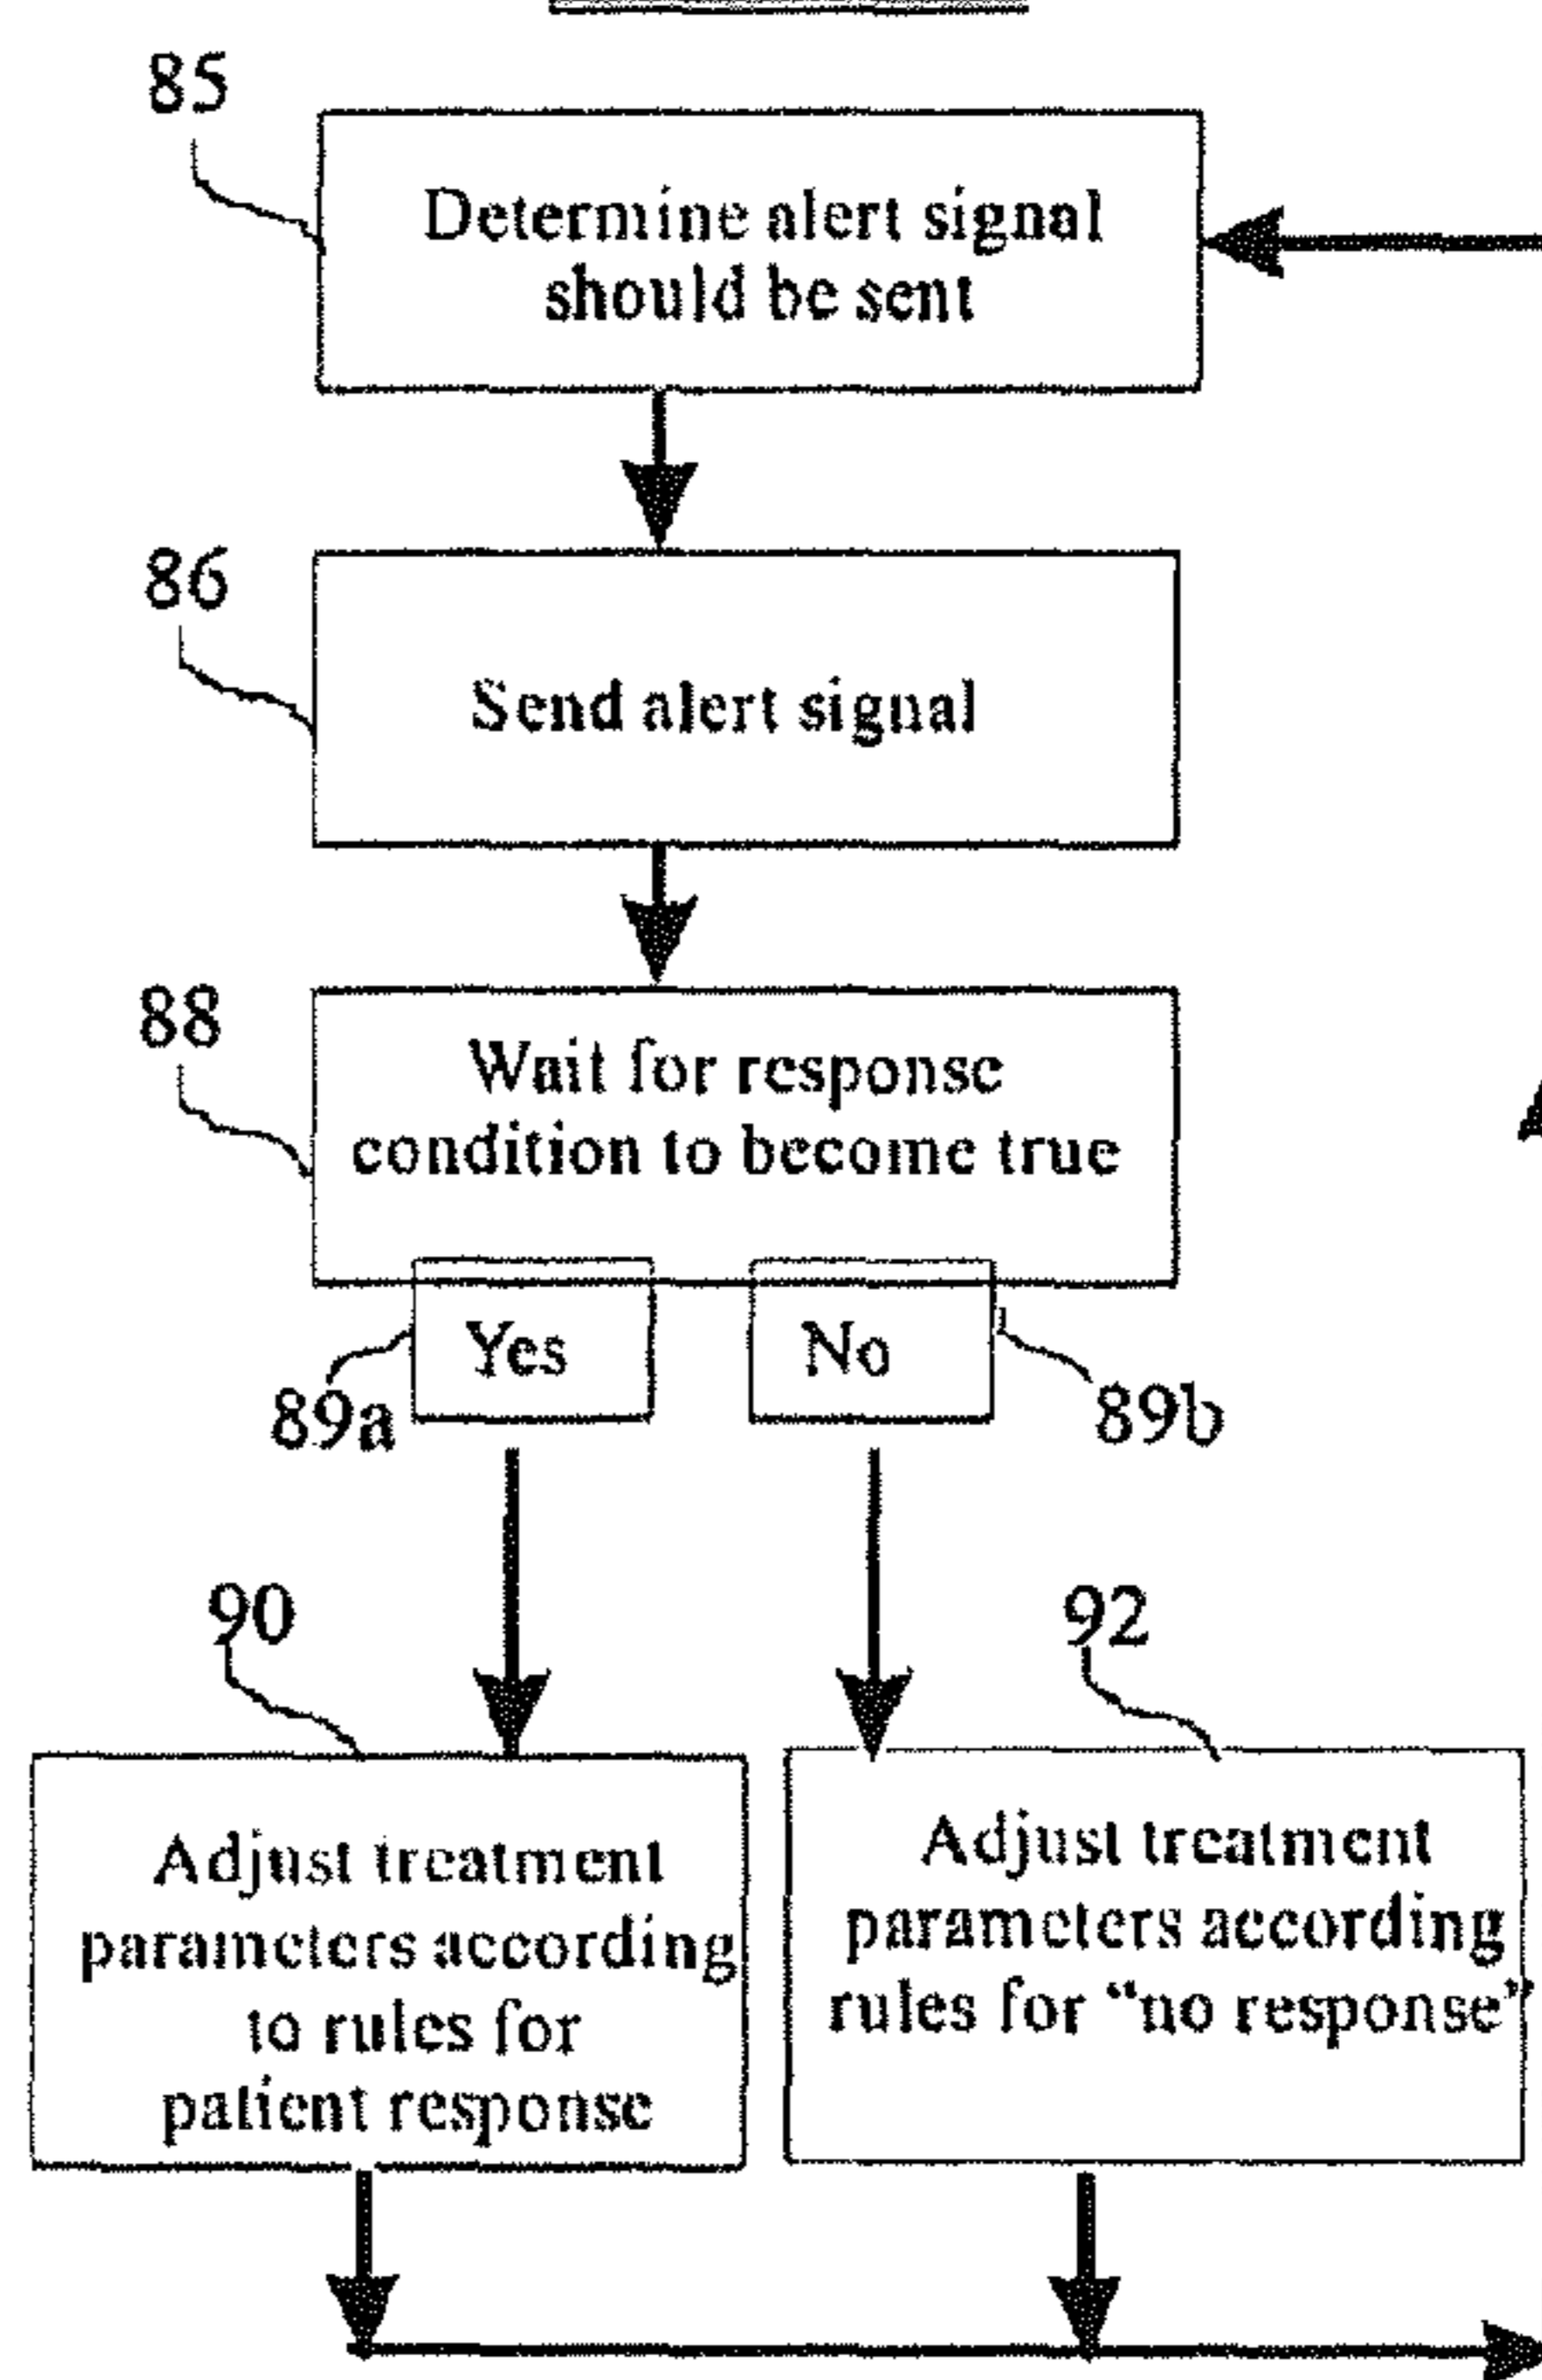 85
Determine alert signal
should be sent
86
Send alert signal
88
Wait for response
condition to become true
Yes
No
89a
89b
90
92
Adjust treatment
parameters according
to rules for
patient response
Adjust treatment
parameters according
rules for “no response”